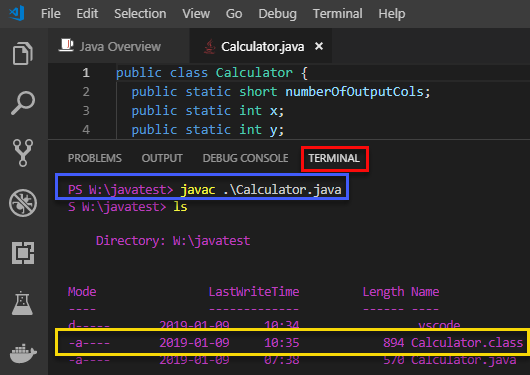 File Edit Selection View Go Debug Terminal Help
Java Overview Calculator.java ×
1 public class Calculator {
2 public static short numberOfOutputCols;
3 public static int x;
4 public static int y;
PROBLEMS OUTPUT DEBUG CONSOLE TERMINAL
PS W:\javatest> javac .\Calculator.java
S W:\javatest> ls
Directory: W:\javatest
Mode LastWriteTime Length Name
---- ------------- ------ ----
d----- 2019-01-09 10:34 .vscode
-a---- 2019-01-09 10:35 894 Calculator.class
-a---- 2019-01-09 07:38 570 Calculator.java